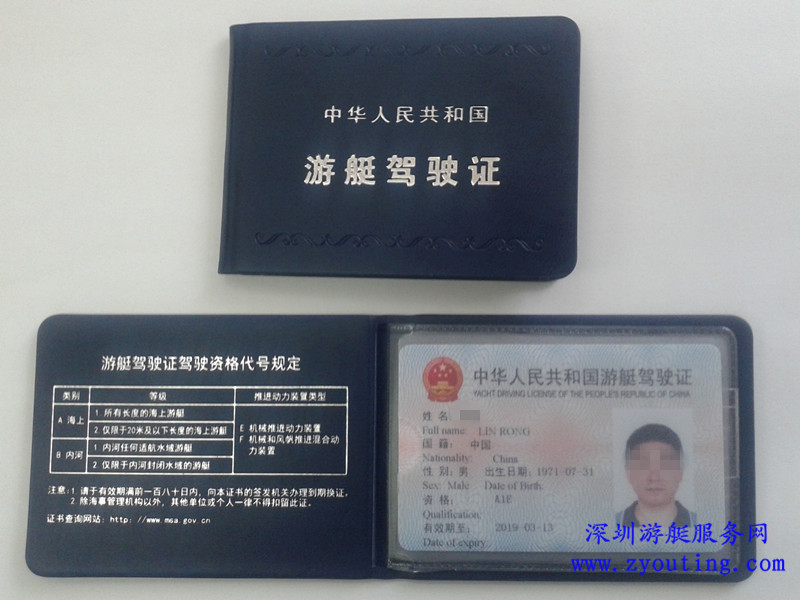 中华人民共和国
游艇驾驶证
游艇驾驶证驾驶资格代号规定
类别 等级 推进动力装置类型
A 海上 1 所有长度的海上游艇
2 仅限于20米及以下长度的海上游艇
B 内河 1 内河任何适航水域游艇
2 仅限于内河封闭水域的游艇
E 机械推进动力装置
F 机械和风帆推进混合动
力装置
注意:1 请于有效期满前一百八十日内，向本证书的签发机关办理到期换证。
2 除海事管理机构以外，其他单位或个人一律不得扣留此证。
证书查询网站: http: //www.msa.gov.cn
中华人民共和国游艇驾驶证
YACHT DRIVING LICENSE OF THE PEOPLE'S REPUBLIC OF CHINA
姓 名:
Full name: LIN RONG
国 籍: 中国
Nationality: China
性 别: 男 出生日期: 1971-07-31
Sex: Male Date of Birth:
资 格: A1E
Qualification:
有效期至: 2019-03-13
Date of expiry:
深圳游艇服务网
www.zyouting.com